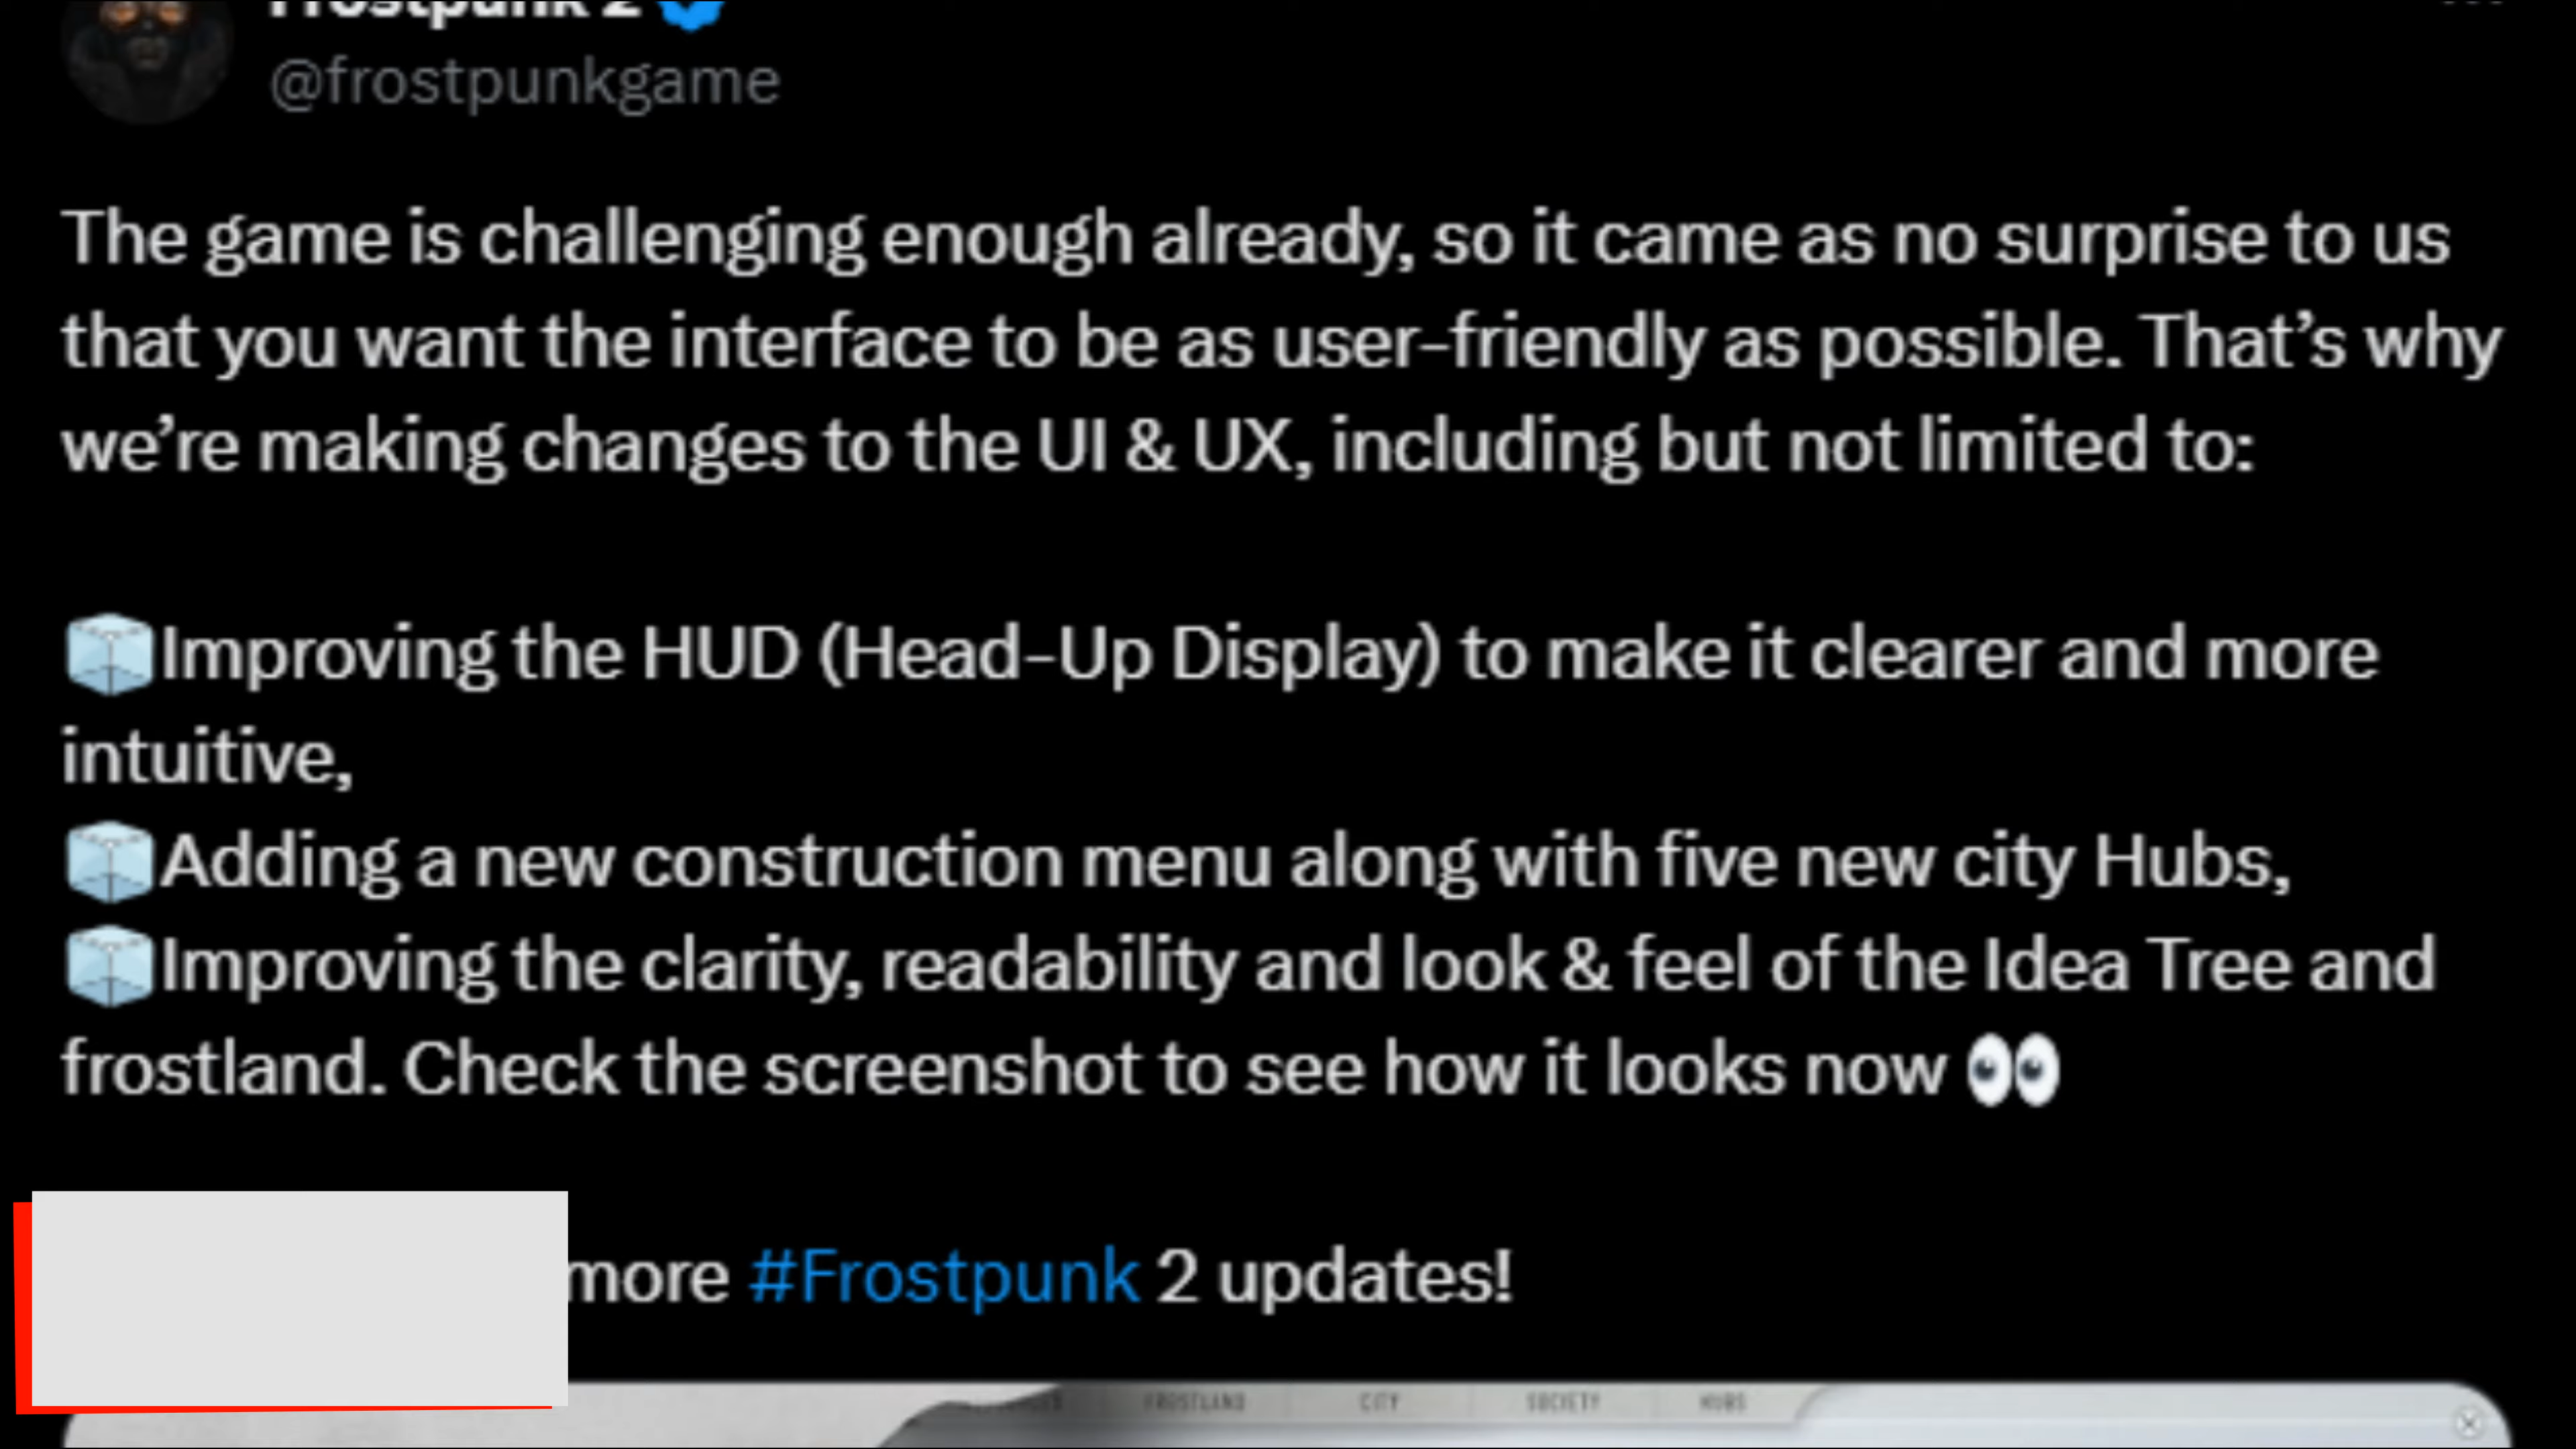 Frostpunk 2
@frostpunkgame
The game is challenging enough already, so it came as no surprise to us
that you want the interface to be as user-friendly as possible. That’s why
we’re making changes to the UI & UX, including but not limited to:
🧊Improving the HUD (Head-Up Display) to make it clearer and more
intuitive,
🧊Adding a new construction menu along with five new city Hubs,
🧊Improving the clarity, readability and look & feel of the Idea Tree and
frostland. Check the screenshot to see how it looks now 👀
more #Frostpunk 2 updates!
FROSTLAND CITY SOCIETY HUBS